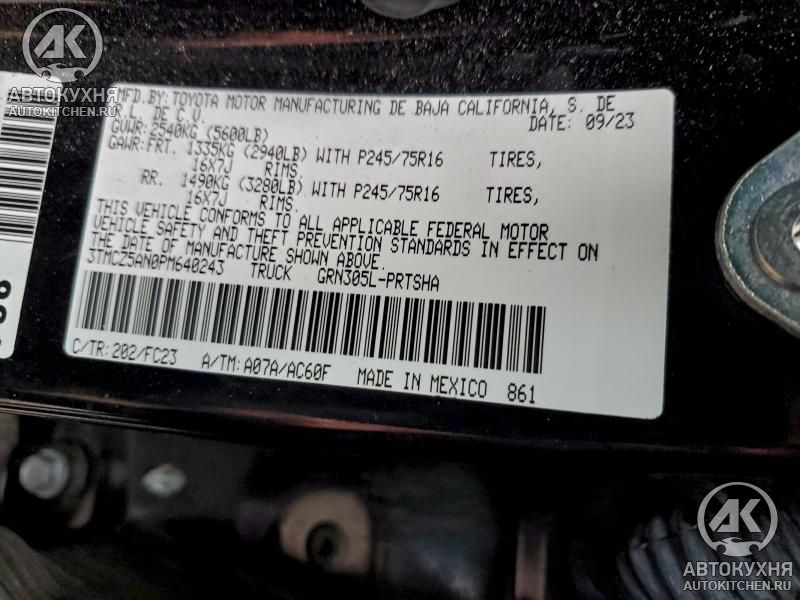 AK
АВТОКУХНЯ
AUTOKITCHEN.RU
MFD. BY: TOYOTA MOTOR MANUFACTURING DE BAJA CALIFORNIA, S. DE
R.L. DE C.V. DATE: 09/23
GVWR: 2540KG (5600LB)
GAWR: FRT. 1335KG (2940LB) WITH P245/75R16 TIRES,
16X7J RIMS.
RR. 1490KG (3280LB) WITH P245/75R16 TIRES,
16X7J RIMS.
THIS VEHICLE CONFORMS TO ALL APPLICABLE FEDERAL MOTOR
VEHICLE SAFETY AND THEFT PREVENTION STANDARDS IN EFFECT ON
THE DATE OF MANUFACTURE SHOWN ABOVE.
3TMCZ5AN0PM640243 TRUCK GRN305L-PRTSHA
C/TR: 202/FC23 A/TM: A07A/AC60F MADE IN MEXICO 861
AK
АВТОКУХНЯ
AUTOKITCHEN.RU